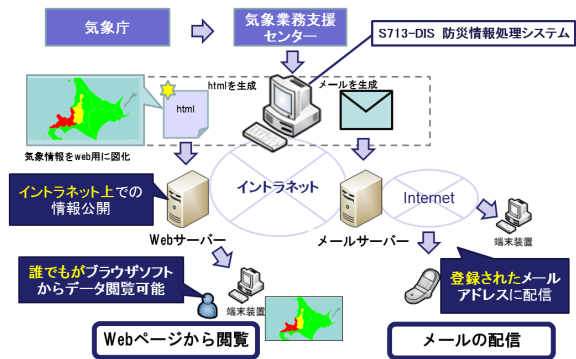 気象庁
気象業務支援
センター
S713-DIS 防災情報処理システム
htmlを生成
メールを生成
html
気象情報をweb用に図化
イントラネット上での
情報公開
イントラネット
Internet
Webサーバー
メールサーバー
端末装置
誰でもがブラウザソフト
からデータ閲覧可能
端末装置
登録されたメール
アドレスに配信
Webページから閲覧
メールの配信